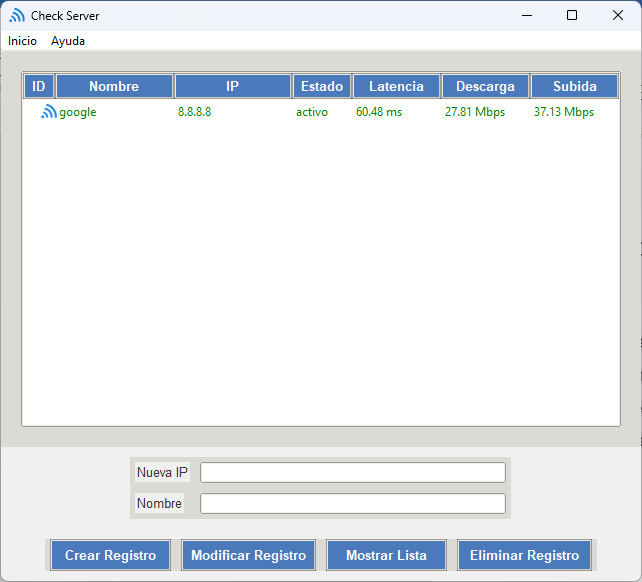 Check Server
Inicio Ayuda
ID Nombre IP Estado Latencia Descarga Subida
google 8.8.8.8 activo 60.48 ms 27.81 Mbps 37.13 Mbps
Nueva IP
Nombre
Crear Registro Modificar Registro Mostrar Lista Eliminar Registro